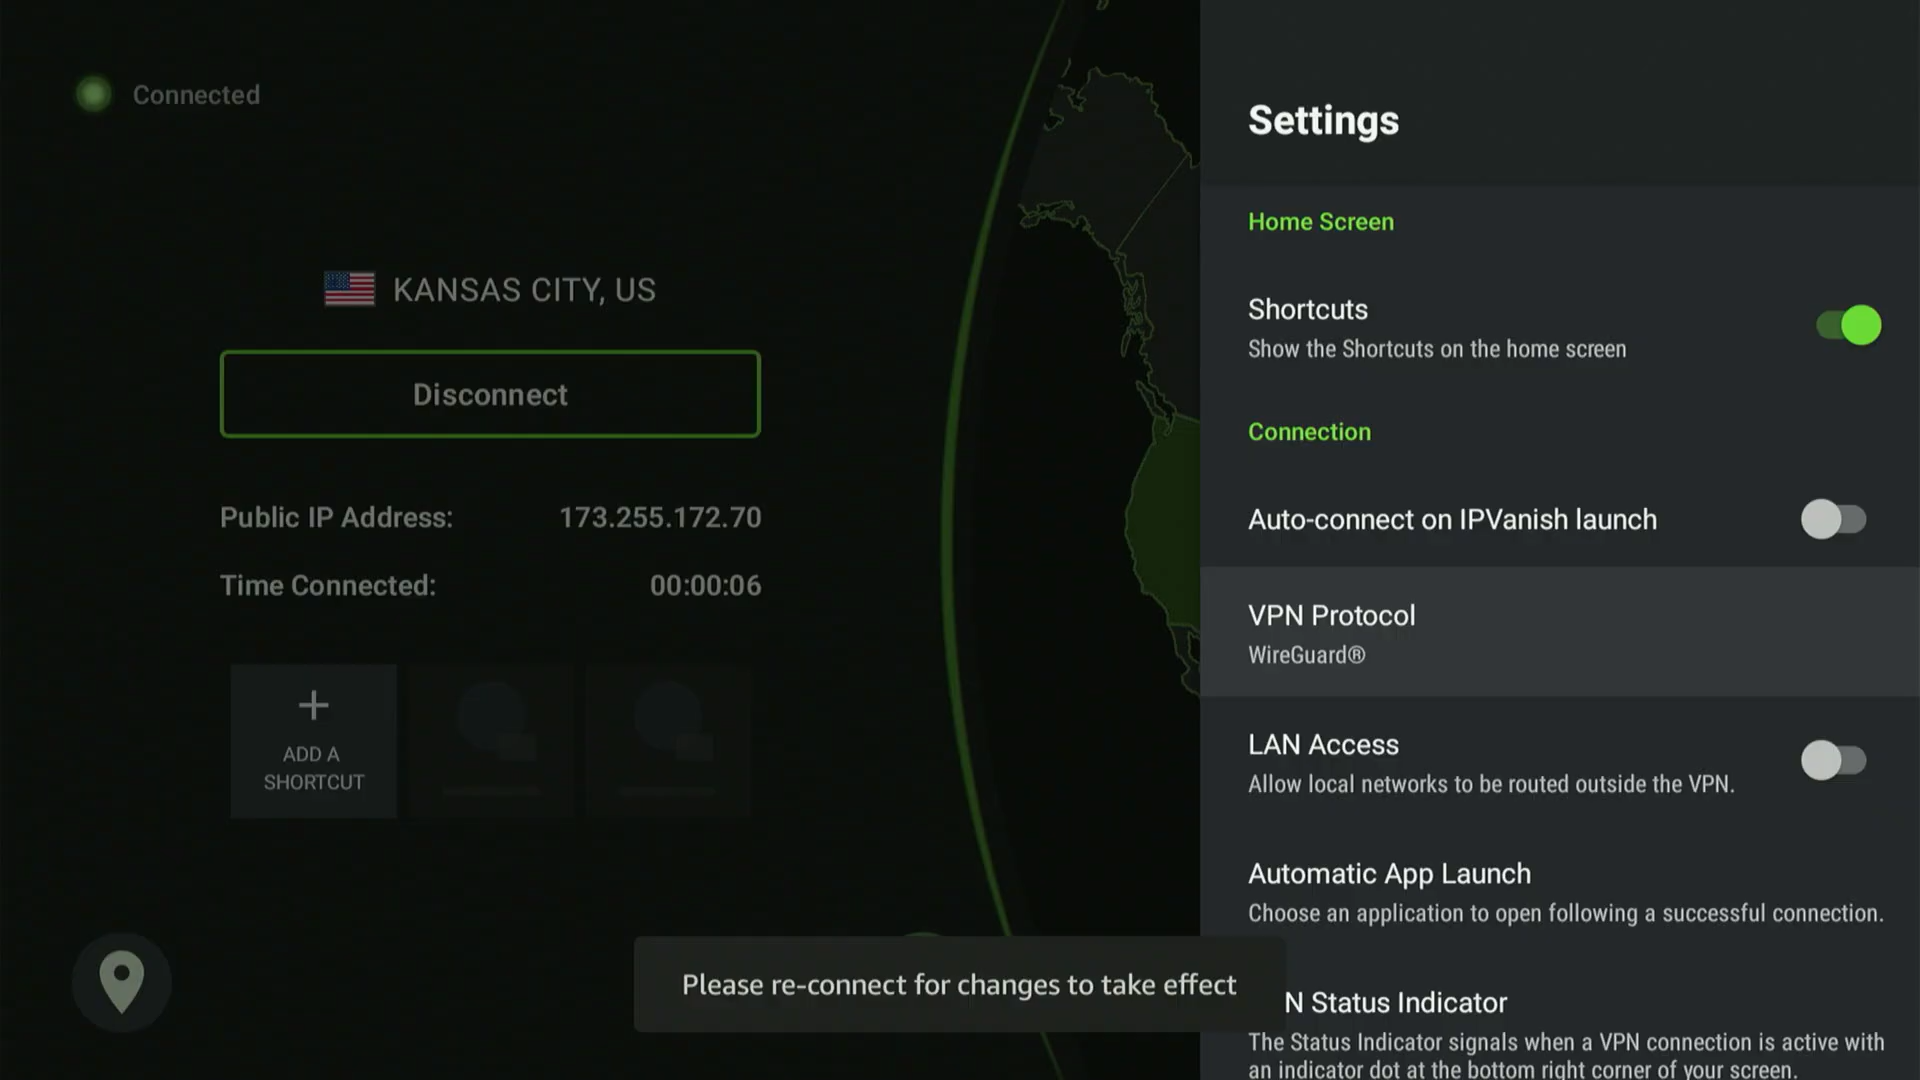 Connected
KANSAS CITY, US
Disconnect
Public IP Address: 173.255.172.70
Time Connected: 00:00:06
ADD A
SHORTCUT
Please re-connect for changes to take effect
Settings
Home Screen
Shortcuts
Show the Shortcuts on the home screen
Connection
Auto-connect on IPVanish launch
VPN Protocol
WireGuard®
LAN Access
Allow local networks to be routed outside the VPN.
Automatic App Launch
Choose an application to open following a successful connection.
N Status Indicator
The Status Indicator signals when a VPN connection is active with
an indicator dot at the bottom right corner of your screen.